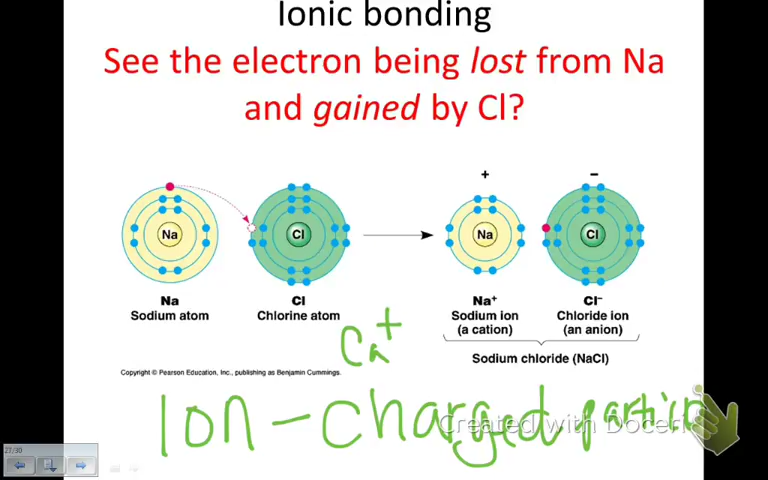 Ionic bonding
See the electron being lost from Na
and gained by Cl?
+ −
Na Cl Na Cl
Na Cl Na⁺ Cl⁻
Sodium atom Chlorine atom Sodium ion Chloride ion
(a cation) (an anion)
Ca⁺
Sodium chloride (NaCl)
Copyright © Pearson Education, Inc., publishing as Benjamin Cummings.
Ion - charged
Created with Doceri
27/30